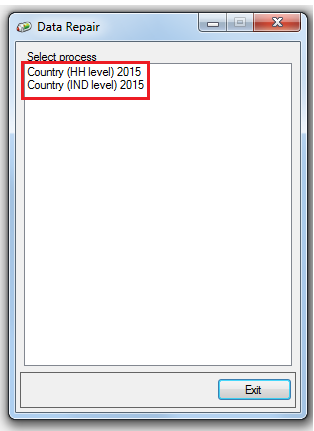 Data Repair
Select process
Country (HH level) 2015
Country (IND level) 2015
Exit